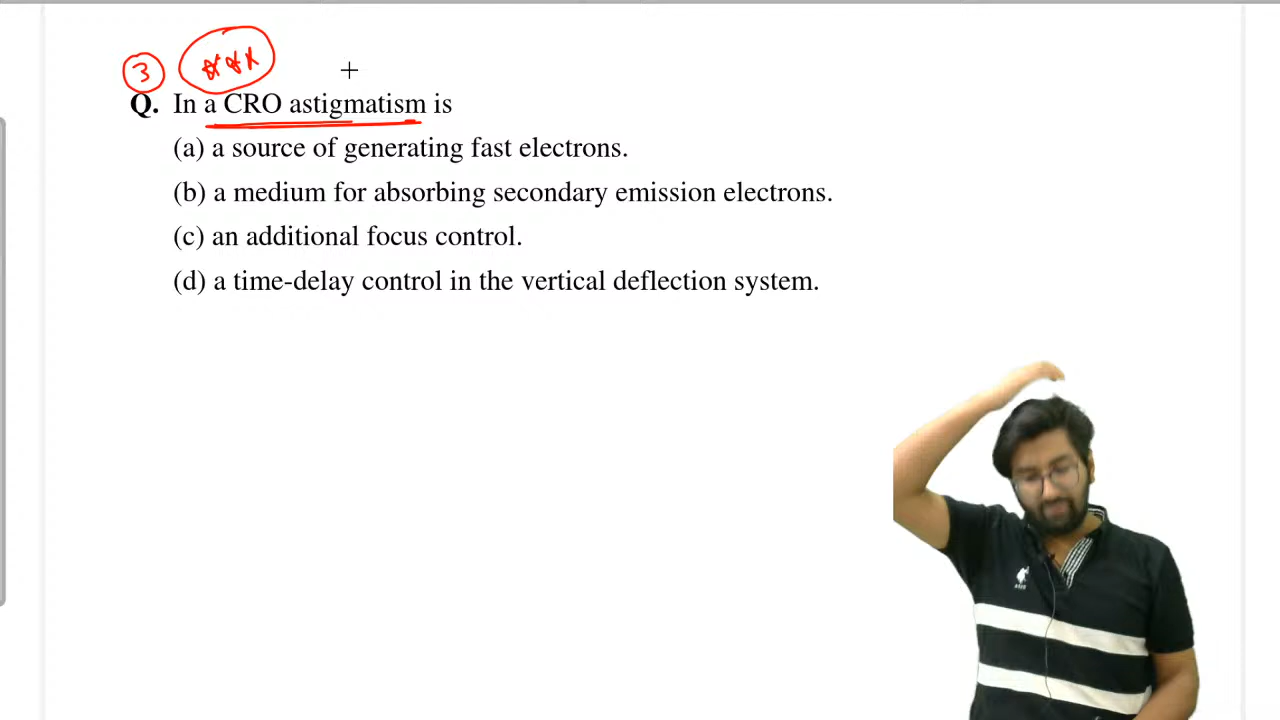 3 ***
Q. In a CRO astigmatism is
(a) a source of generating fast electrons.
(b) a medium for absorbing secondary emission electrons.
(c) an additional focus control.
(d) a time-delay control in the vertical deflection system.